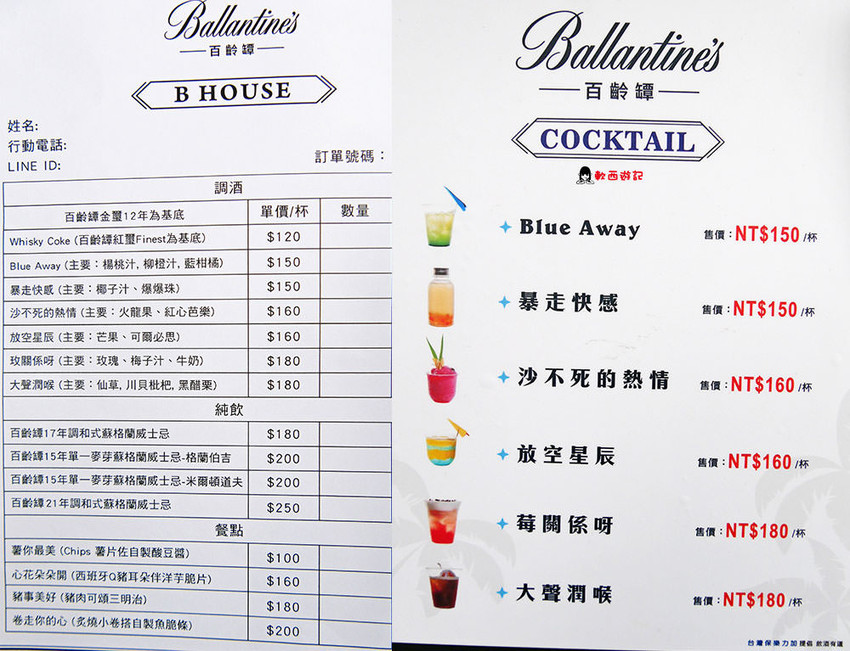 Ballantine's
百齡罈
B HOUSE
姓名:
行動電話:
LINE ID:
訂單號碼：
調酒
百齡罈金璽12年為基底 單價/杯 數量
Whisky Coke (百齡罈紅璽Finest為基底) $120
Blue Away (主要：楊桃汁, 柳橙汁, 藍柑橘) $150
暴走快感 (主要：椰子汁、爆爆珠) $150
沙不死的熱情 (主要：火龍果、紅心芭樂) $160
放空星辰 (主要：芒果、可爾必思) $160
玫關係呀 (主要：玫瑰、梅子汁、牛奶) $180
大聲潤喉 (主要：仙草, 川貝枇杷, 黑醋栗) $180
純飲
百齡罈17年調和式蘇格蘭威士忌 $180
百齡罈15年單一麥芽蘇格蘭威士忌-格蘭伯吉 $200
百齡罈15年單一麥芽蘇格蘭威士忌-米爾頓道夫 $200
百齡罈21年調和式蘇格蘭威士忌 $250
餐點
薯你最美 (Chips 薯片佐自製酸豆醬) $100
心花朵朵開 (西班牙Q豬耳朵伴洋芋脆片) $160
豬事美好 (豬肉可頌三明治) $180
卷走你的心 (炙燒小卷搭自製魚脆條) $200
Ballantine's
百齡罈
COCKTAIL
軟西遊記
Blue Away 售價：NT$150/杯
暴走快感 售價：NT$150/杯
沙不死的熱情 售價：NT$160/杯
放空星辰 售價：NT$160/杯
莓關係呀 售價：NT$180/杯
大聲潤喉 售價：NT$180/杯
台灣保樂力加 提倡 飲酒有道